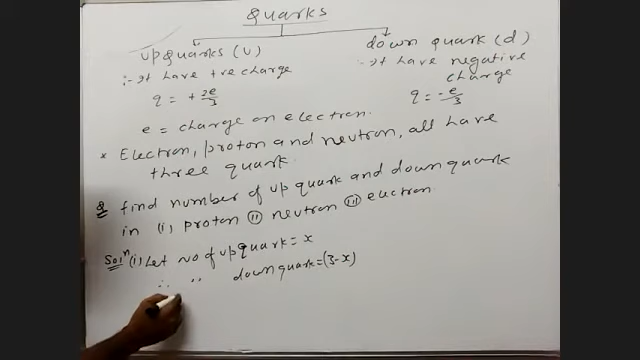 Quarks
up quarks (U)
:- It have +ve charge
q = + 2e/3
down quark (d)
:- It have negative
charge
q = -e/3
e = charge on electron.
* Electron, proton and neutron, all have
three quark.
Q find number of up quark and down quark
in (i) proton (ii) neutron (iii) electron
Soln (i) Let no of up quark = x
∴ " down quark = (3-x)